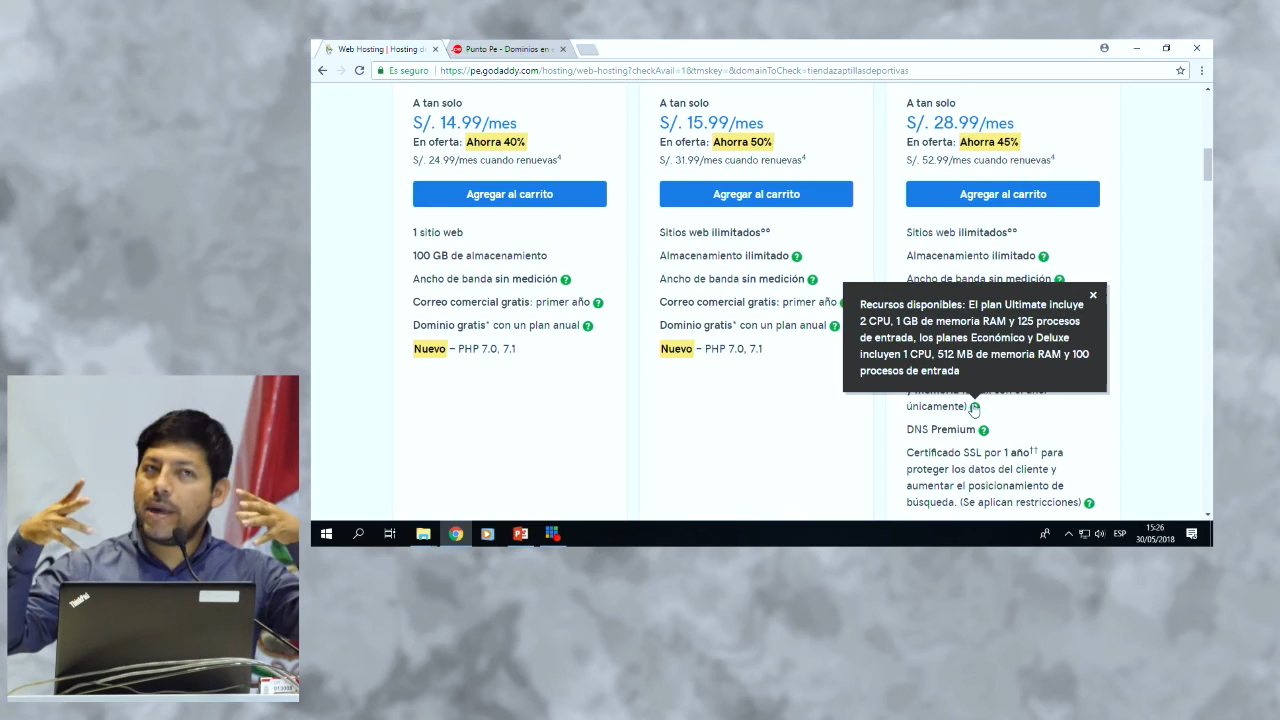 Web Hosting | Hosting de
Punto Pe - Dominios en
Es seguro
https://pe.godaddy.com/hosting/web-hosting?checkAvail=1&tmskey=&domainToCheck=tiendazaptillasdeportivas
A tan solo
S/. 14.99/mes
En oferta: Ahorra 40%
S/. 24.99/mes cuando renuevas⁴
Agregar al carrito
1 sitio web
100 GB de almacenamiento
Ancho de banda sin medición ?
Correo comercial gratis: primer año ?
Dominio gratis* con un plan anual ?
Nuevo – PHP 7.0, 7.1
A tan solo
S/. 15.99/mes
En oferta: Ahorra 50%
S/. 31.99/mes cuando renuevas⁴
Agregar al carrito
Sitios web ilimitados°°
Almacenamiento ilimitado ?
Ancho de banda sin medición ?
Correo comercial gratis: primer año
Dominio gratis* con un plan anual ?
Nuevo – PHP 7.0, 7.1
A tan solo
S/. 28.99/mes
En oferta: Ahorra 45%
S/. 52.99/mes cuando renuevas⁴
Agregar al carrito
Sitios web ilimitados°°
Almacenamiento ilimitado ?
Ancho de banda sin medición ?
Recursos disponibles: El plan Ultimate incluye
2 CPU, 1 GB de memoria RAM y 125 procesos
de entrada, los planes Económico y Deluxe
incluyen 1 CPU, 512 MB de memoria RAM y 100
procesos de entrada
únicamente)
DNS Premium ?
Certificado SSL por 1 año†† para
proteger los datos del cliente y
aumentar el posicionamiento de
búsqueda. (Se aplican restricciones) ?
ESP
15:26
30/05/2018
ThinkPad